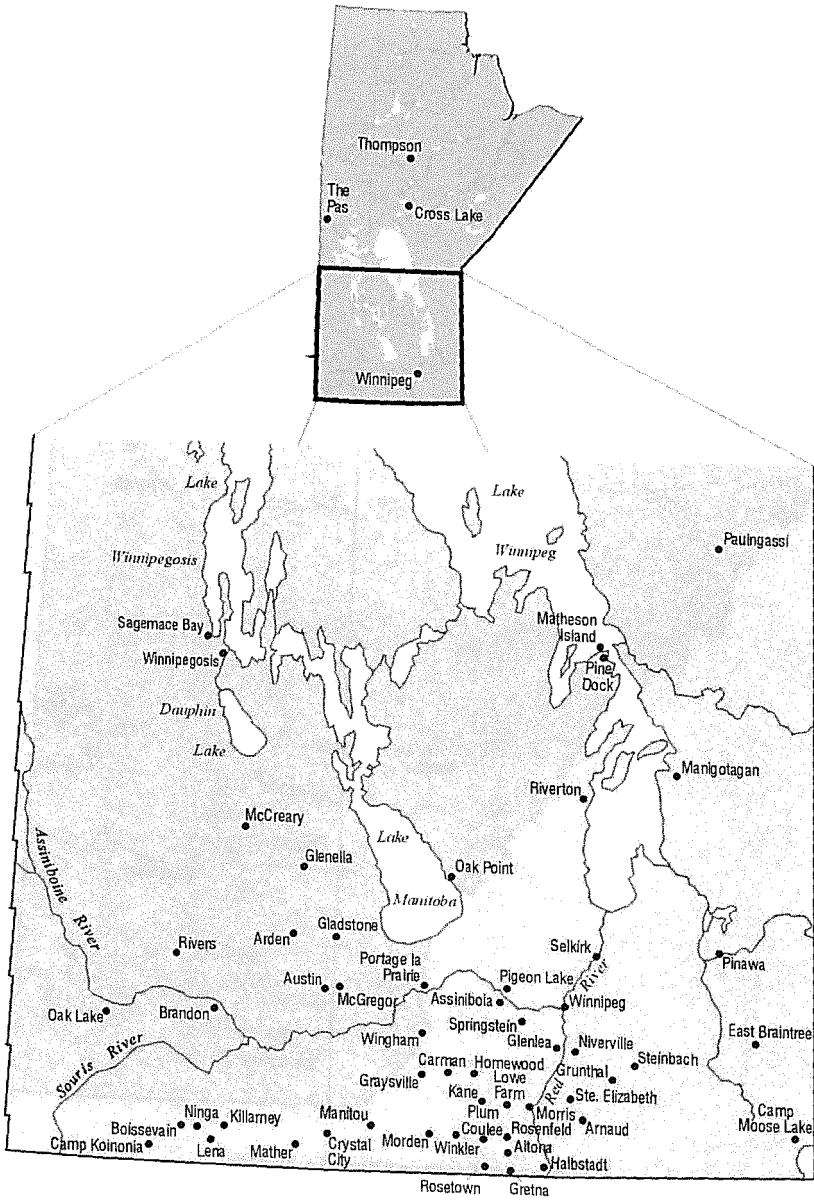 Thompson
The
Pas
Cross Lake
Winnipeg
Lake
Lake
Winnipegosis
Winnipeg
Pauingassi
Sagemace Bay
Matheson
Island
Winnipegosis
Pine
Dock
Dauphin
Lake
Manigotagan
Riverton
McCreary
Lake
Glenella
Oak Point
Manitoba
Assiniboine River
Rivers
Arden
Gladstone
Selkirk
Portage la
Prairie
Pinawa
Austin
McGregor
Pigeon Lake
Assiniboia
Winnipeg
Red River
Oak Lake
Brandon
Springstein
East Braintree
Souris River
Wingham
Glenlea
Niverville
Steinbach
Carman
Homewood
Grunthal
Graysville
Lowe
Farm
Kane
Ste. Elizabeth
Plum
Coulee
Morris
Camp
Moose Lake
Boissevain
Ninga
Killarney
Manitou
Rosenfeld
Arnaud
Camp Koinonia
Lena
Mather
Crystal
City
Morden
Winkler
Altona
Halbstadt
Rosetown
Gretna